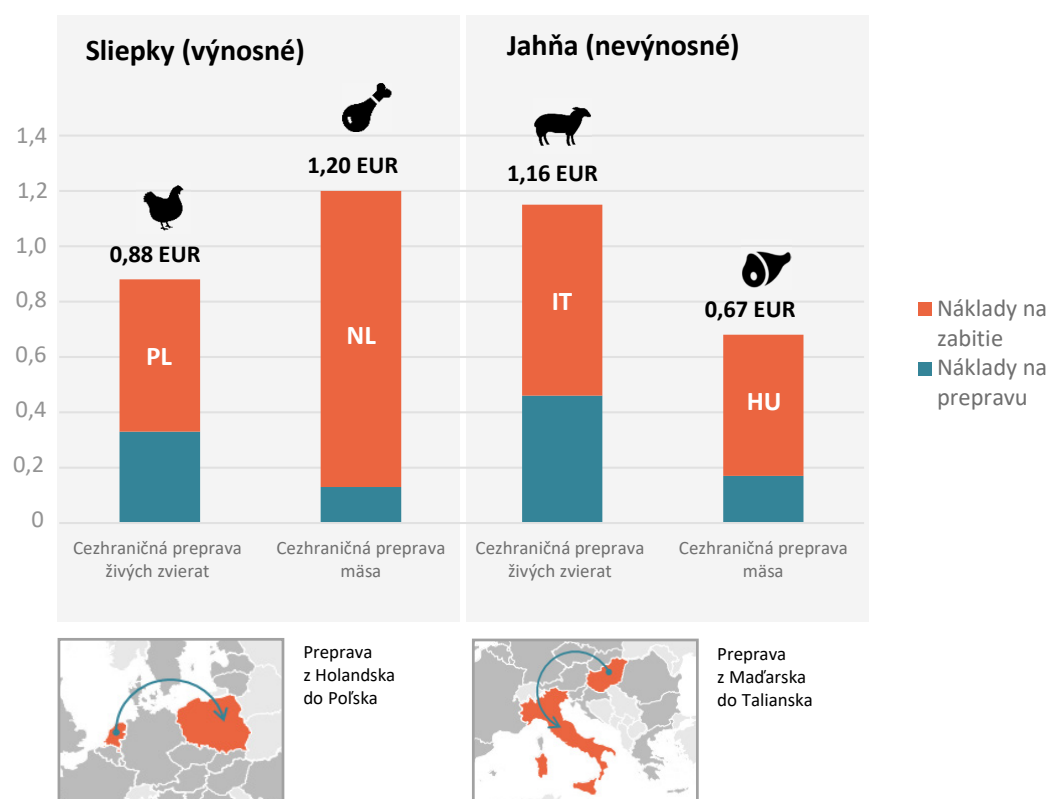 Sliepky (výnosné)
Jahňa (nevýnosné)
1,4
1,2
1,0
0,8
0,6
0,4
0,2
0
0,88 EUR
1,20 EUR
1,16 EUR
0,67 EUR
PL
NL
IT
HU
Náklady na
zabitie
Náklady na
prepravu
Cezhraničná preprava
živých zvierat
Cezhraničná preprava
mäsa
Cezhraničná preprava
živých zvierat
Cezhraničná preprava
mäsa
Preprava
z Holandska
do Poľska
Preprava
z Maďarska
do Talianska